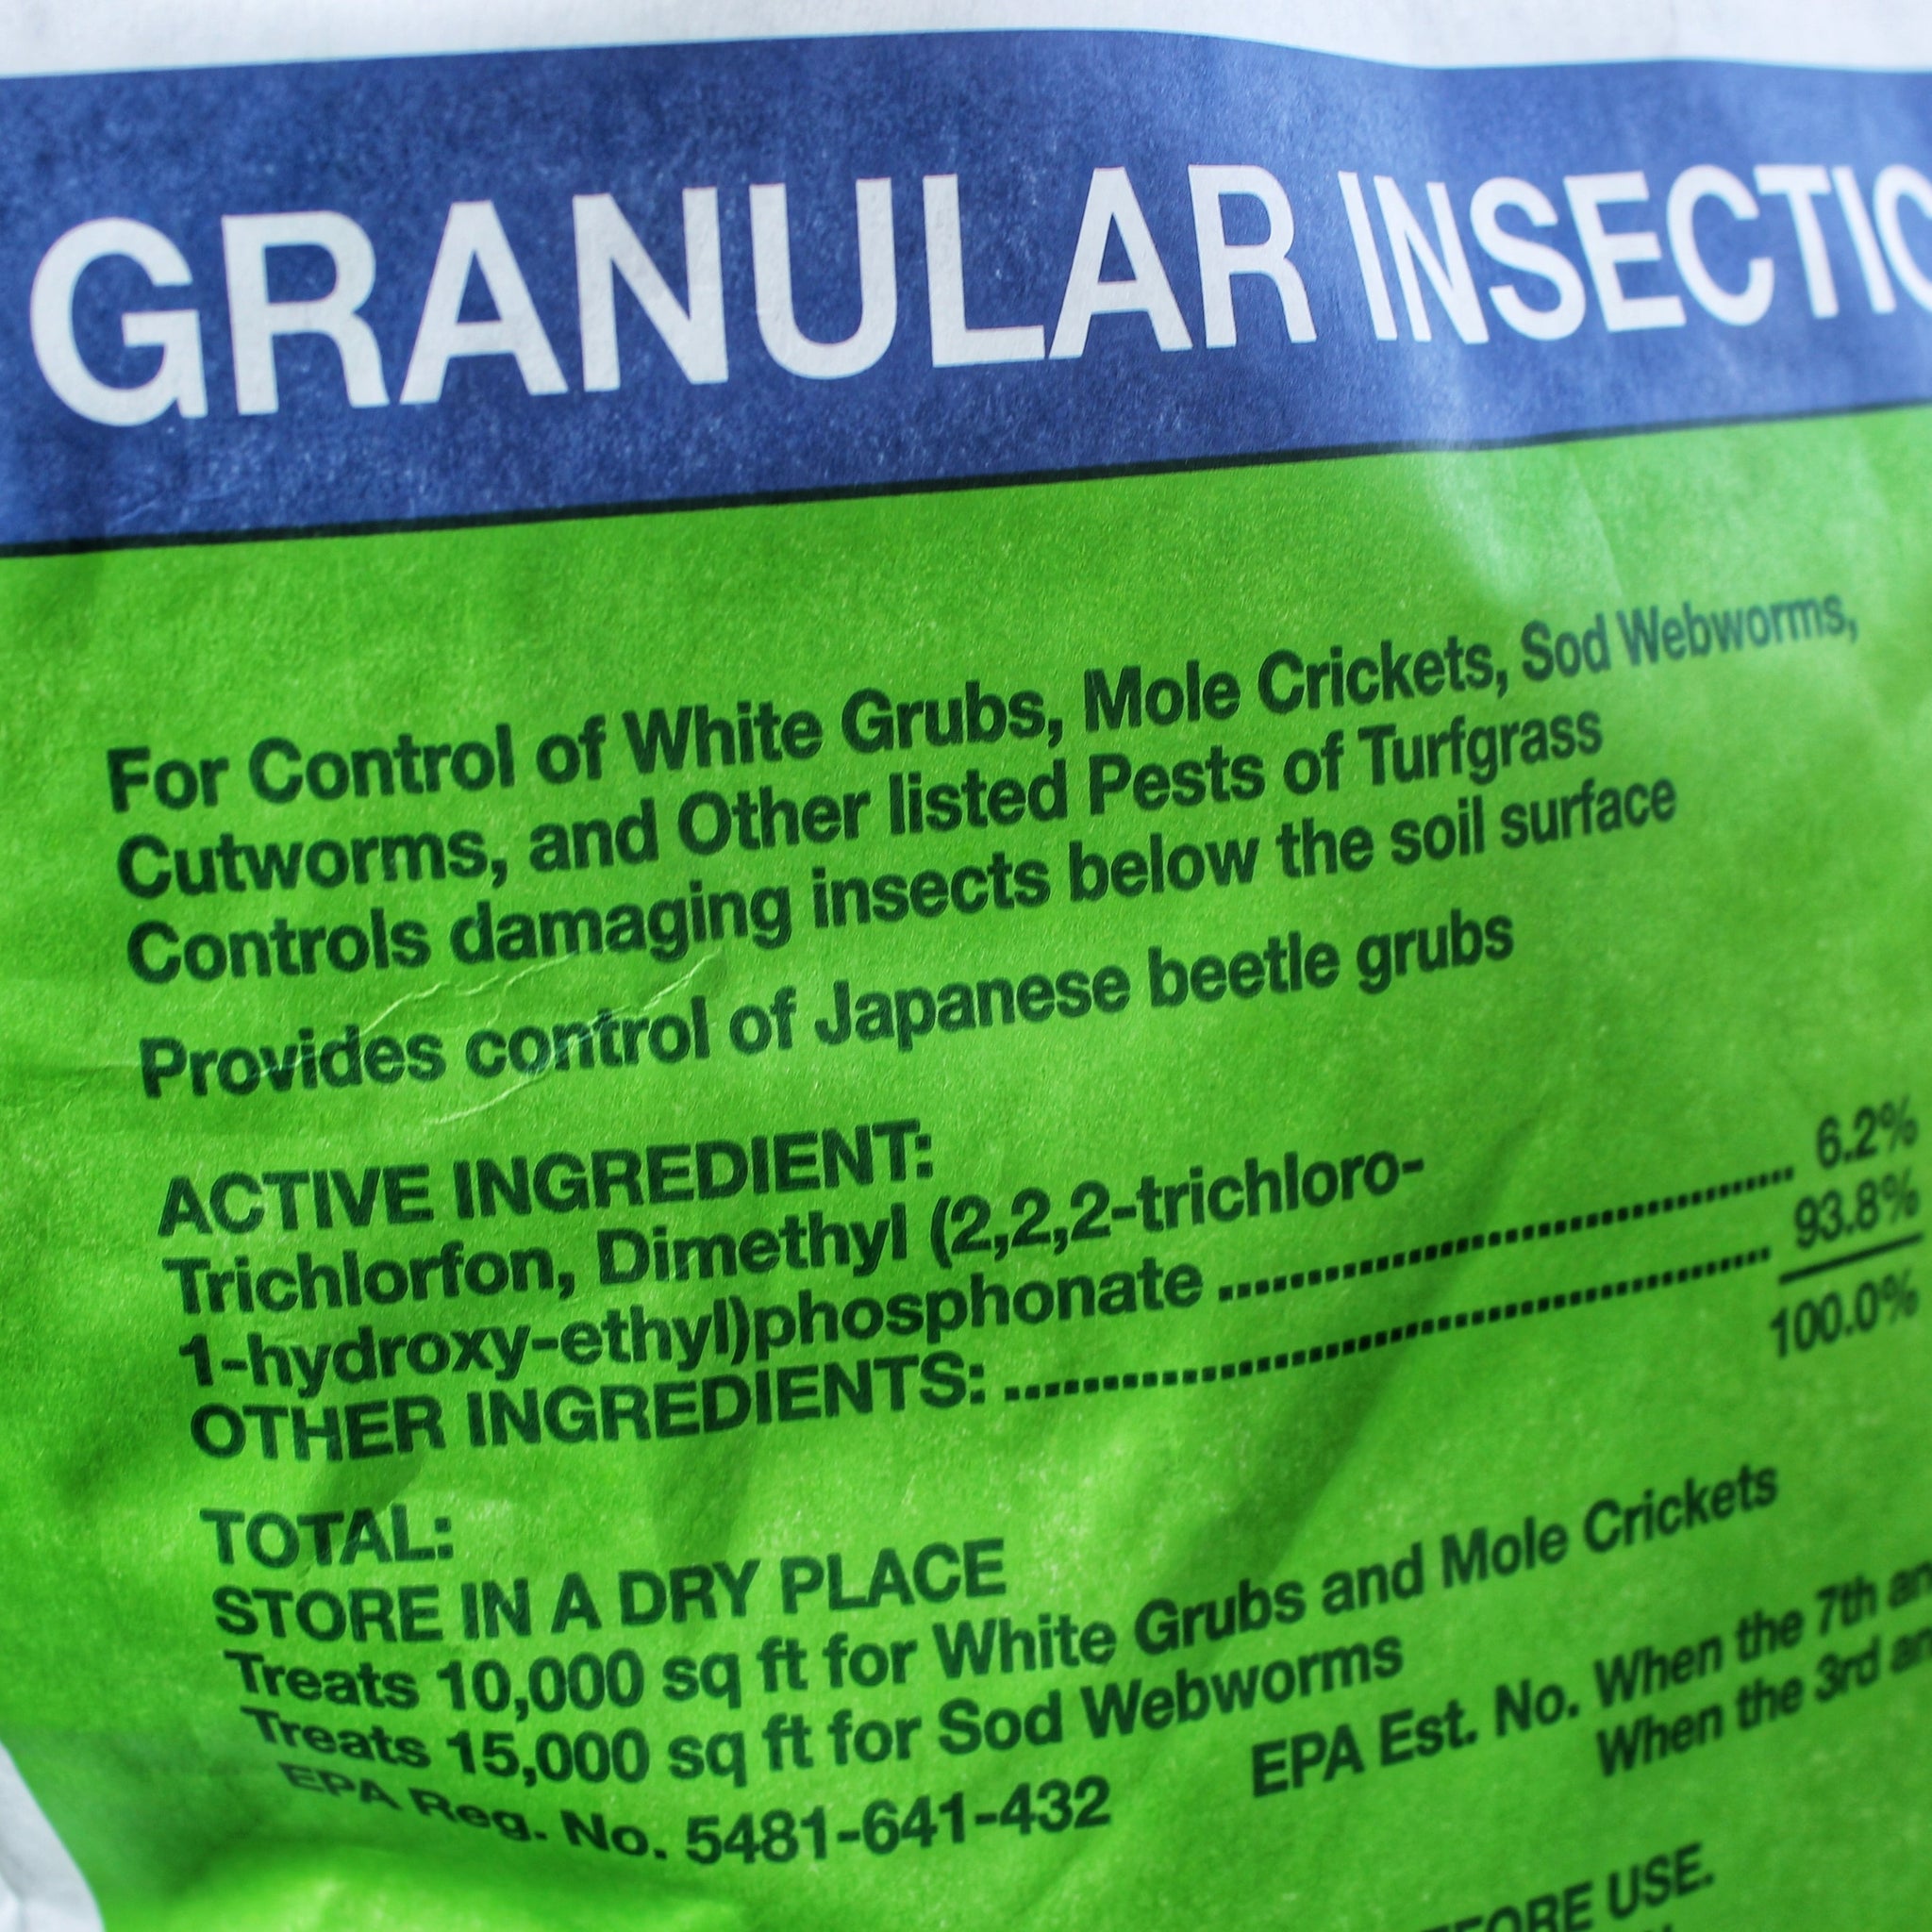 GRANULAR INSECTIC
For Control of White Grubs, Mole Crickets, Sod Webworms,
Cutworms, and Other listed Pests of Turfgrass
Controls damaging insects below the soil surface
Provides control of Japanese beetle grubs
ACTIVE INGREDIENT:
Trichlorfon, Dimethyl (2,2,2-trichloro-
1-hydroxy-ethyl)phosphonate ........ 6.2%
OTHER INGREDIENTS: ........ 93.8%
TOTAL: 100.0%
STORE IN A DRY PLACE
Treats 10,000 sq ft for White Grubs and Mole Crickets
Treats 15,000 sq ft for Sod Webworms
EPA Reg. No. 5481-641-432 EPA Est. No. When the 7th an
When the 3rd an
FORE USE.